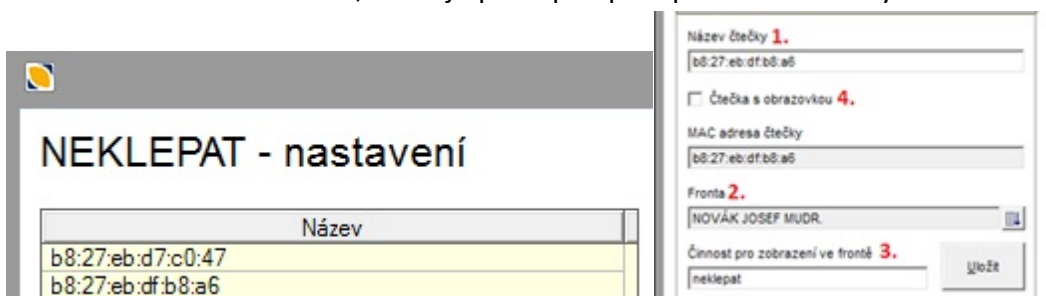 NEKLEPAT - nastavení
Název
b8:27:eb:d7:c0:47
b8:27:eb:df:b8:a6
Název čtečky 1.
b8:27:eb:df:b8:a6
Čtečka s obrazovkou 4.
MAC adresa čtečky
b8:27:eb:df:b8:a6
Fronta 2.
NOVÁK JOSEF MUDR.
Činnost pro zobrazení ve frontě 3.
neklepat
Uložit